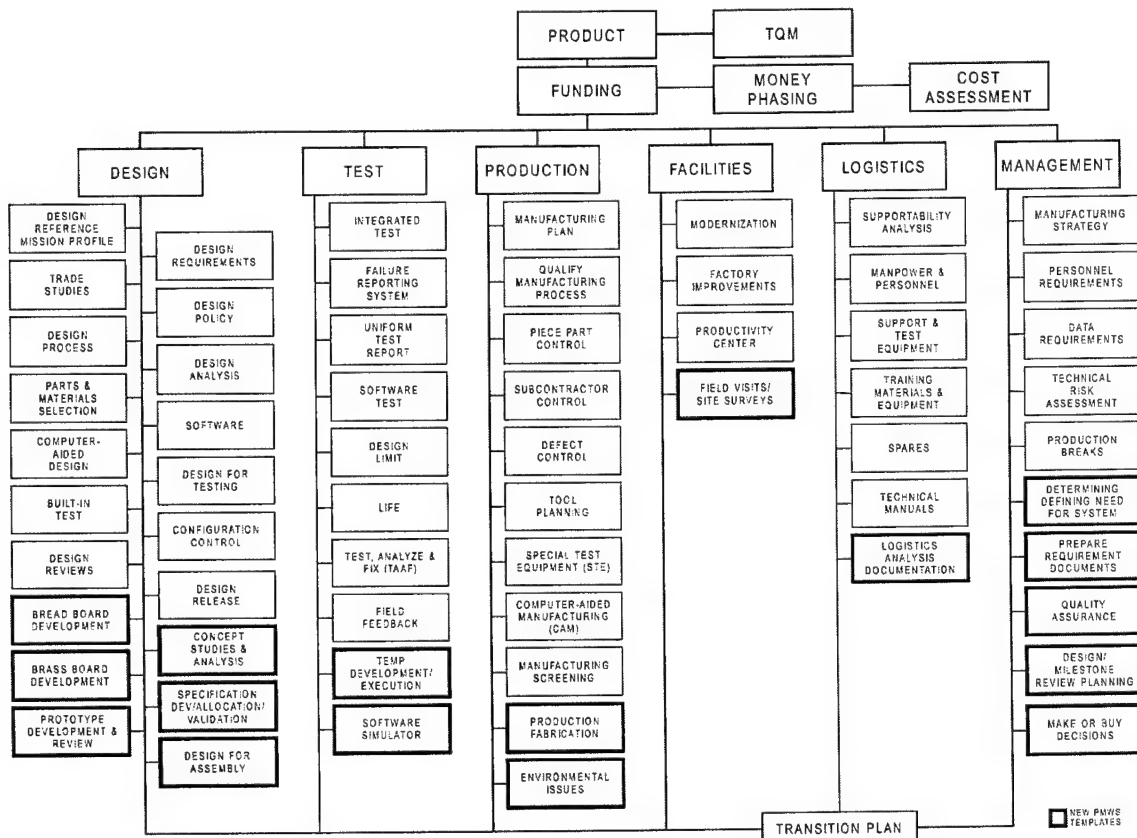 PRODUCT
TQM
FUNDING
MONEY
PHASING
COST
ASSESSMENT
DESIGN
TEST
PRODUCTION
FACILITIES
LOGISTICS
MANAGEMENT
DESIGN
REFERENCE
MISSION PROFILE
TRADE
STUDIES
DESIGN
PROCESS
PARTS &
MATERIALS
SELECTION
COMPUTER-
AIDED
DESIGN
BUILT-IN
TEST
DESIGN
REVIEWS
BREAD BOARD
DEVELOPMENT
BRASS BOARD
DEVELOPMENT
PROTOTYPE
DEVELOPMENT &
REVIEW
DESIGN
REQUIREMENTS
DESIGN
POLICY
DESIGN
ANALYSIS
SOFTWARE
DESIGN FOR
TESTING
CONFIGURATION
CONTROL
DESIGN
RELEASE
CONCEPT
STUDIES &
ANALYSIS
SPECIFICATION
DEV/ALLOCATION/
VALIDATION
DESIGN FOR
ASSEMBLY
INTEGRATED
TEST
FAILURE
REPORTING
SYSTEM
UNIFORM
TEST
REPORT
SOFTWARE
TEST
DESIGN
LIMIT
LIFE
TEST, ANALYZE &
FIX (TAAF)
FIELD
FEEDBACK
TEMP
DEVELOPMENT/
EXECUTION
SOFTWARE
SIMULATOR
MANUFACTURING
PLAN
QUALIFY
MANUFACTURING
PROCESS
PIECE PART
CONTROL
SUBCONTRACTOR
CONTROL
DEFECT
CONTROL
TOOL
PLANNING
SPECIAL TEST
EQUIPMENT (STE)
COMPUTER-AIDED
MANUFACTURING
(CAM)
MANUFACTURING
SCREENING
PRODUCTION
FABRICATION
ENVIRONMENTAL
ISSUES
MODERNIZATION
FACTORY
IMPROVEMENTS
PRODUCTIVITY
CENTER
FIELD VISITS/
SITE SURVEYS
SUPPORTABILITY
ANALYSIS
MANPOWER &
PERSONNEL
SUPPORT &
TEST
EQUIPMENT
TRAINING
MATERIALS &
EQUIPMENT
SPARES
TECHNICAL
MANUALS
LOGISTICS
ANALYSIS
DOCUMENTATION
MANUFACTURING
STRATEGY
PERSONNEL
REQUIREMENTS
DATA
REQUIREMENTS
TECHNICAL
RISK
ASSESSMENT
PRODUCTION
BREAKS
DETERMINING
DEFINING NEED
FOR SYSTEM
PREPARE
REQUIREMENT
DOCUMENTS
QUALITY
ASSURANCE
DESIGN/
MILESTONE
REVIEW PLANNING
MAKE OR BUY
DECISIONS
TRANSITION PLAN
NEW PMWS
TEMPLATES